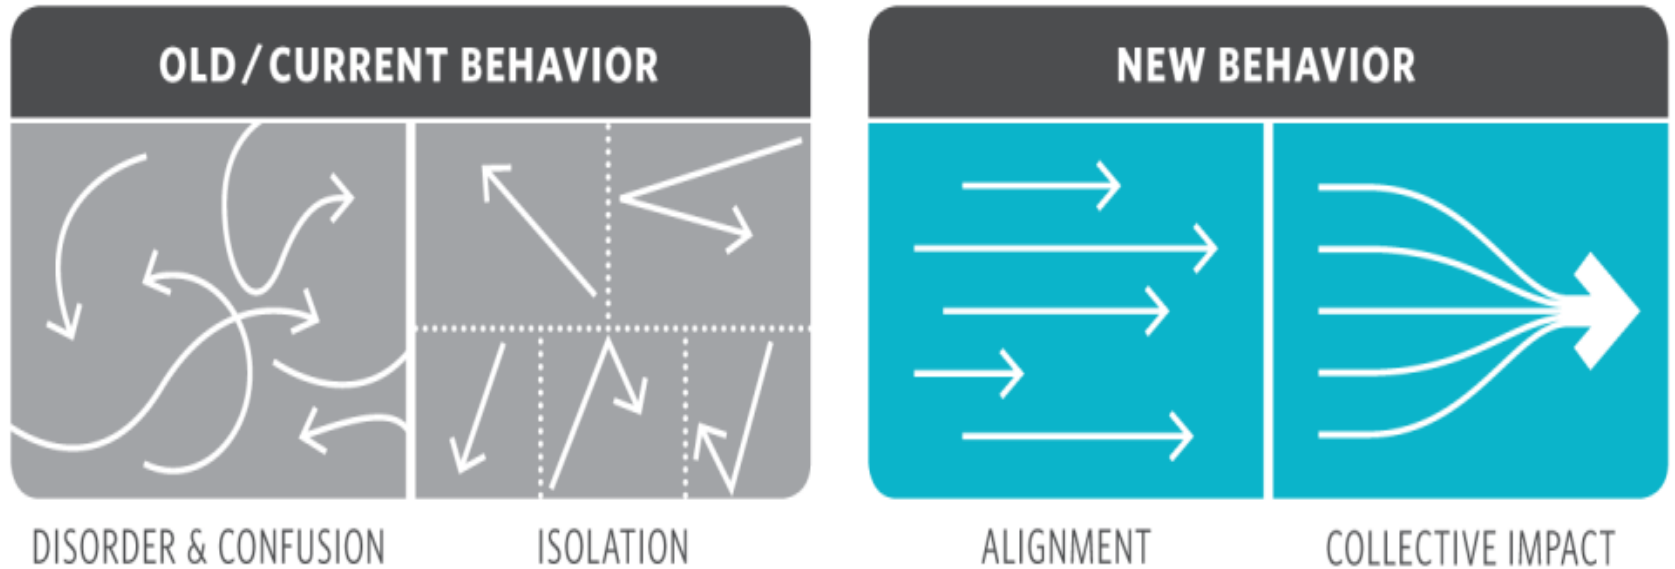 OLD / CURRENT BEHAVIOR
NEW BEHAVIOR
DISORDER & CONFUSION
ISOLATION
ALIGNMENT
COLLECTIVE IMPACT